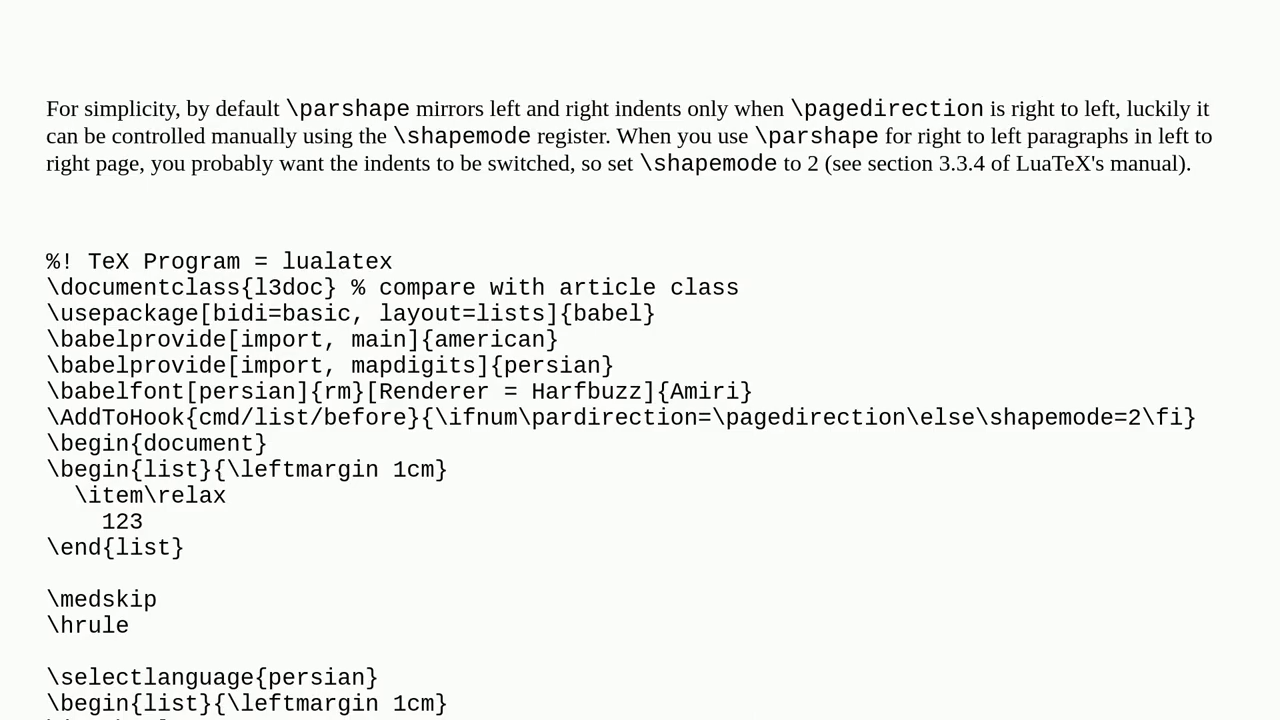 For simplicity, by default \parshape mirrors left and right indents only when \pagedirection is right to left, luckily it
can be controlled manually using the \shapemode register. When you use \parshape for right to left paragraphs in left to
right page, you probably want the indents to be switched, so set \shapemode to 2 (see section 3.3.4 of LuaTeX's manual).
%! TeX Program = lualatex
\documentclass{l3doc} % compare with article class
\usepackage[bidi=basic, layout=lists]{babel}
\babelprovide[import, main]{american}
\babelprovide[import, mapdigits]{persian}
\babelfont[persian]{rm}[Renderer = Harfbuzz]{Amiri}
\AddToHook{cmd/list/before}{\ifnum\pardirection=\pagedirection\else\shapemode=2\fi}
\begin{document}
\begin{list}{\leftmargin 1cm}
  \item\relax
    123
\end{list}
\medskip
\hrule
\selectlanguage{persian}
\begin{list}{\leftmargin 1cm}